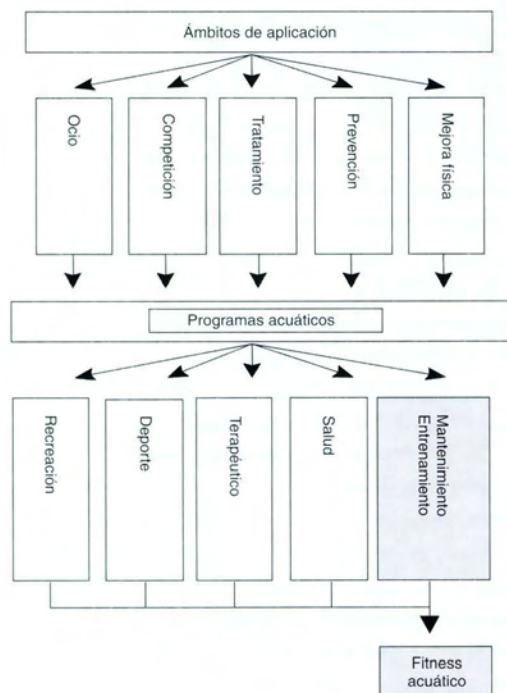 Ámbitos de aplicación
Ocio
Competición
Tratamiento
Prevención
Mejora física
Programas acuáticos
Recreación
Deporte
Terapéutico
Salud
Mantenimiento
Entrenamiento
Fitness
acuático